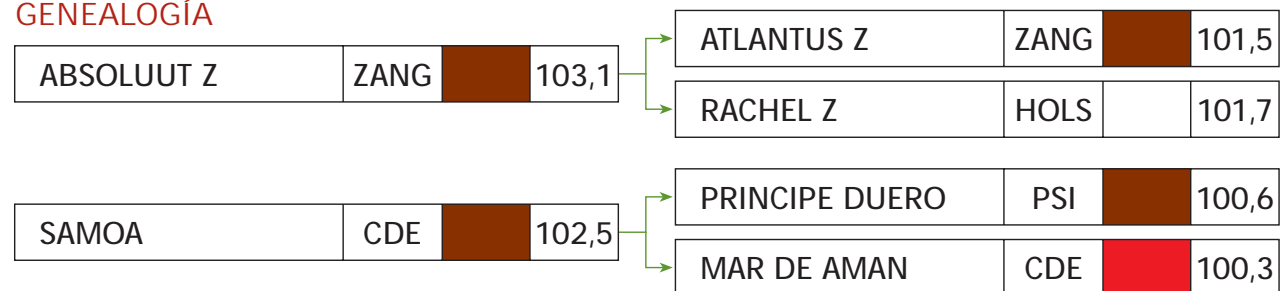 GENEALOGÍA
ABSOLUUT Z ZANG 103,1
ATLANTUS Z ZANG 101,5
RACHEL Z HOLS 101,7
SAMOA CDE 102,5
PRINCIPE DUERO PSI 100,6
MAR DE AMAN CDE 100,3